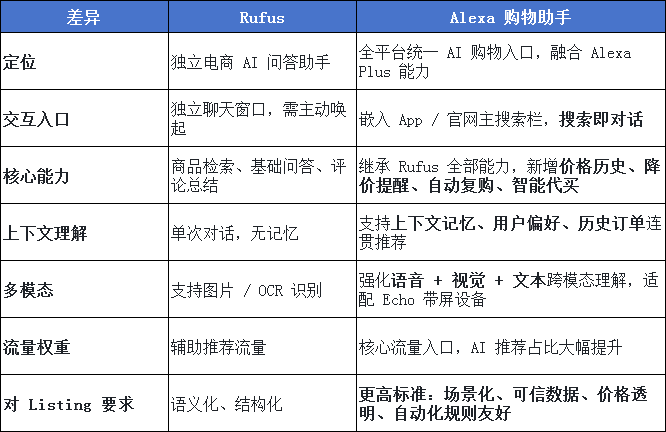 差异
Rufus
Alexa 购物助手
定位
独立电商 AI 问答助手
全平台统一 AI 购物入口，融合 Alexa
Plus 能力
交互入口
独立聊天窗口，需主动唤
起
嵌入 App / 官网主搜索栏，搜索即对话
核心能力
商品检索、基础问答、评
论总结
继承 Rufus 全部能力，新增价格历史、降
价提醒、自动复购、智能代买
上下文理解
单次对话，无记忆
支持上下文记忆、用户偏好、历史订单连
贯推荐
多模态
支持图片 / OCR 识别
强化语音 + 视觉 + 文本跨模态理解，适
配 Echo 带屏设备
流量权重
辅助推荐流量
核心流量入口，AI 推荐占比大幅提升
对 Listing 要求
语义化、结构化
更高标准：场景化、可信数据、价格透
明、自动化规则友好